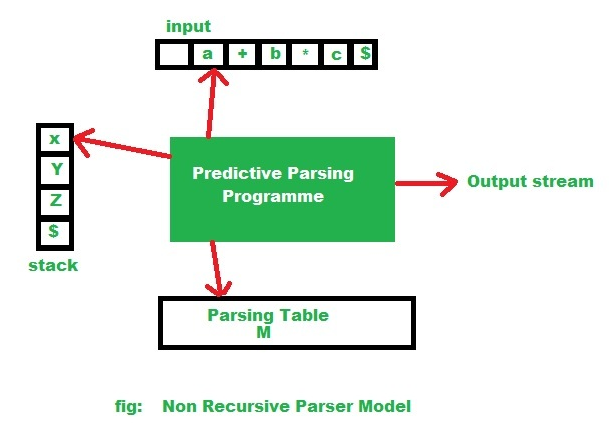 input
a + b * c $
x
Y
Z
$
stack
Predictive Parsing
Programme
Output stream
Parsing Table
M
fig: Non Recursive Parser Model